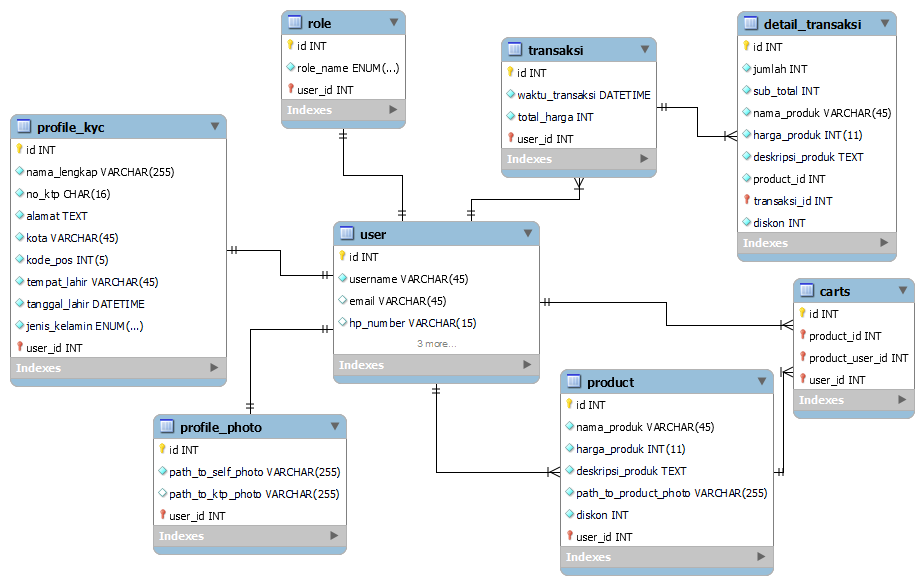 role
id INT
role_name ENUM(...)
user_id INT
Indexes
transaksi
id INT
waktu_transaksi DATETIME
total_harga INT
user_id INT
Indexes
detail_transaksi
id INT
jumlah INT
sub_total INT
nama_produk VARCHAR(45)
harga_produk INT(11)
deskripsi_produk TEXT
product_id INT
transaksi_id INT
diskon INT
Indexes
profile_kyc
id INT
nama_lengkap VARCHAR(255)
no_ktp CHAR(16)
alamat TEXT
kota VARCHAR(45)
kode_pos INT(5)
tempat_lahir VARCHAR(45)
tanggal_lahir DATETIME
jenis_kelamin ENUM(...)
user_id INT
Indexes
user
id INT
username VARCHAR(45)
email VARCHAR(45)
hp_number VARCHAR(15)
3 more...
Indexes
carts
id INT
product_id INT
product_user_id INT
user_id INT
Indexes
profile_photo
id INT
path_to_self_photo VARCHAR(255)
path_to_ktp_photo VARCHAR(255)
user_id INT
Indexes
product
id INT
nama_produk VARCHAR(45)
harga_produk INT(11)
deskripsi_produk TEXT
path_to_product_photo VARCHAR(255)
diskon INT
user_id INT
Indexes